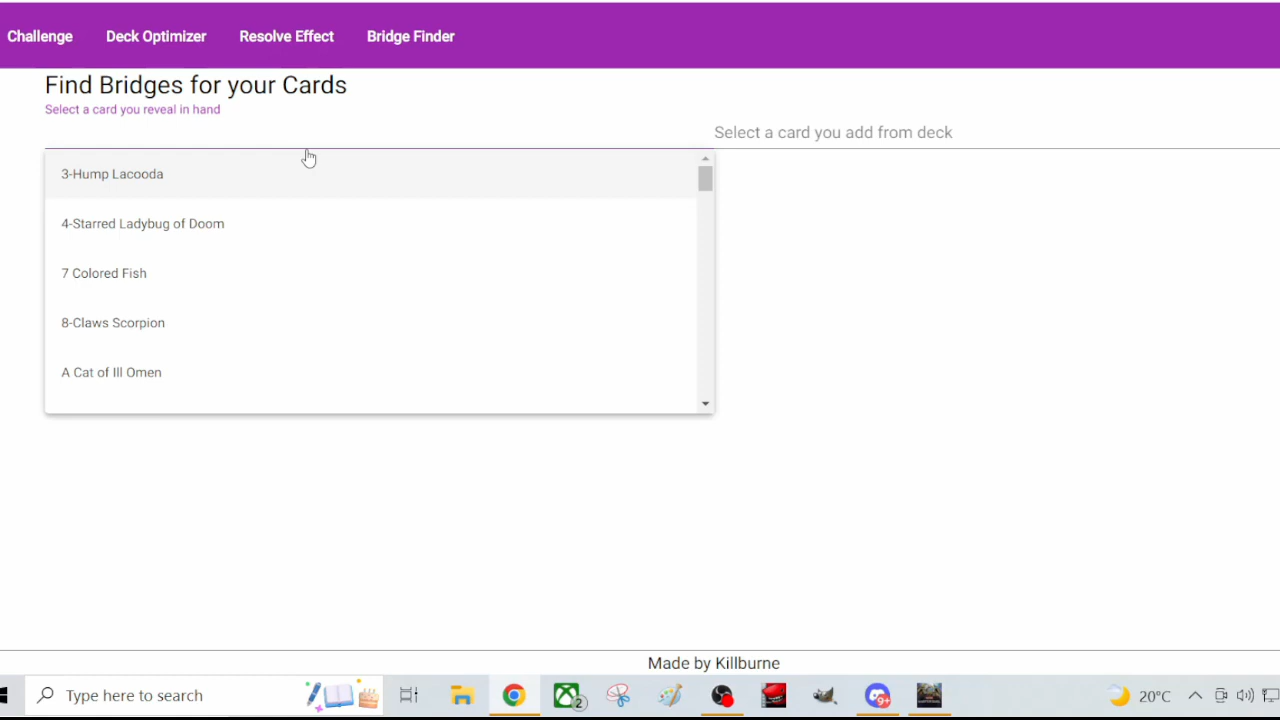 Challenge Deck Optimizer Resolve Effect Bridge Finder
Find Bridges for your Cards
Select a card you reveal in hand
Select a card you add from deck
3-Hump Lacooda
4-Starred Ladybug of Doom
7 Colored Fish
8-Claws Scorpion
A Cat of Ill Omen
Made by Killburne
Type here to search
2
9+
20°C